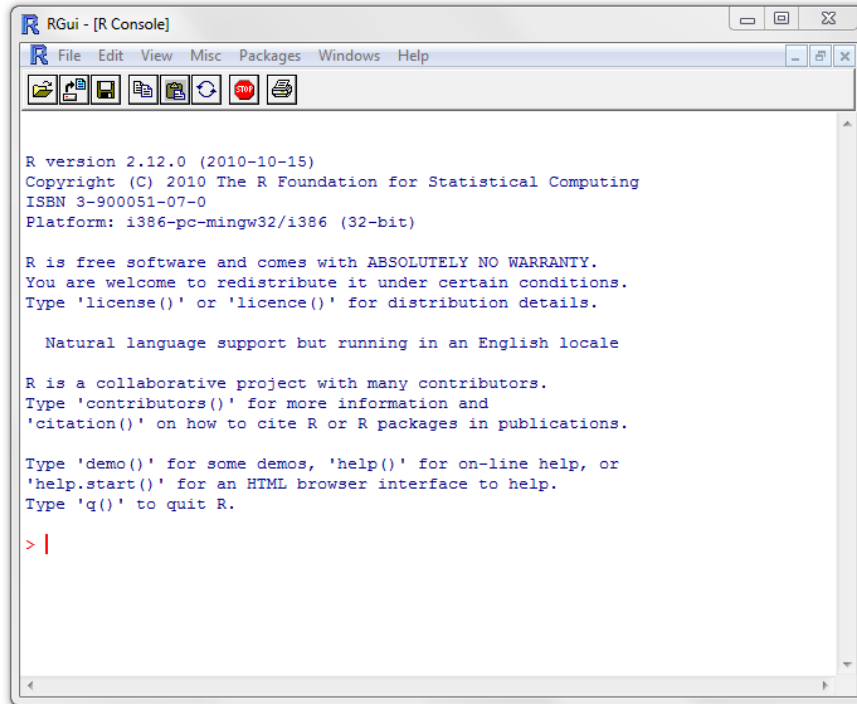 RGui - [R Console]
File Edit View Misc Packages Windows Help
STOP
R version 2.12.0 (2010-10-15)
Copyright (C) 2010 The R Foundation for Statistical Computing
ISBN 3-900051-07-0
Platform: i386-pc-mingw32/i386 (32-bit)
R is free software and comes with ABSOLUTELY NO WARRANTY.
You are welcome to redistribute it under certain conditions.
Type 'license()' or 'licence()' for distribution details.
Natural language support but running in an English locale
R is a collaborative project with many contributors.
Type 'contributors()' for more information and
'citation()' on how to cite R or R packages in publications.
Type 'demo()' for some demos, 'help()' for on-line help, or
'help.start()' for an HTML browser interface to help.
Type 'q()' to quit R.
>